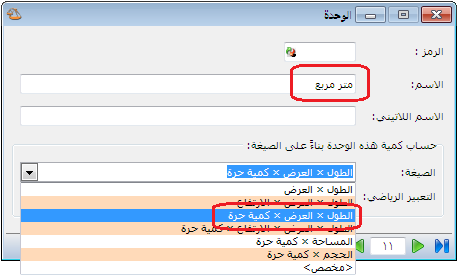 الوحدة
الرمز :
الاسم: متر مربع
الاسم اللاتيني:
حساب كمية هذه الوحدة بناءً على الصيغة:
الصيغة: الطول × العرض × كمية حرة
الطول × العرض
التعبير الرياضي: الطول × العرض × الارتفاع
الطول × العرض × كمية حرة
الطول × العرض × الارتفاع × كمية حرة
المساحة × كمية حرة
الحجم × كمية حرة
<مخصص>
١١